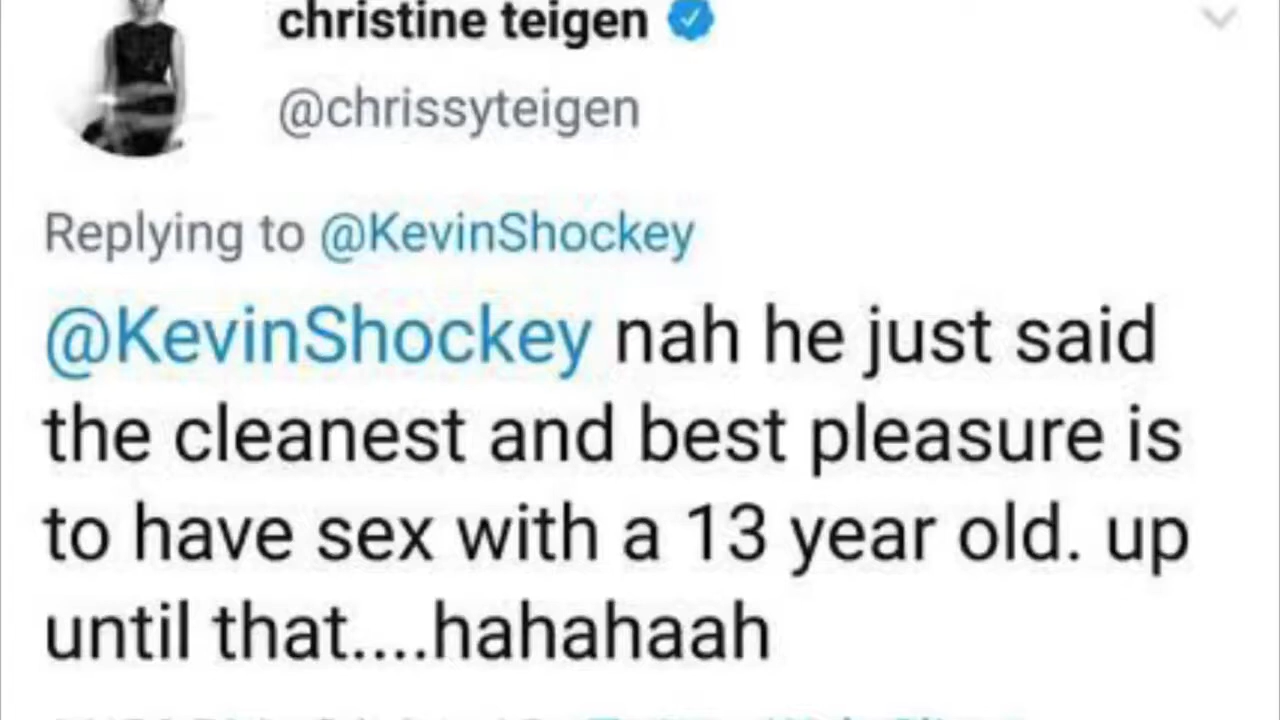 christine teigen
@chrissyteigen
Replying to @KevinShockey
@KevinShockey nah he just said
the cleanest and best pleasure is
to have sex with a 13 year old. up
until that....hahahaah